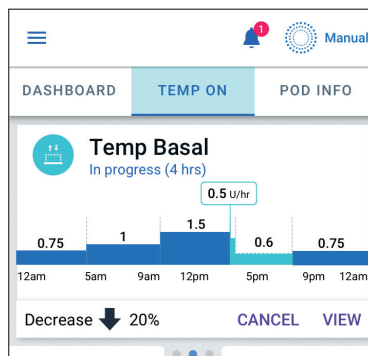 1
Manual
DASHBOARD TEMP ON POD INFO
Temp Basal
In progress (4 hrs)
0.5 U/hr
0.75 1 1.5 0.6 0.75
12am 5am 9am 12pm 5pm 9pm 12am
Decrease 20% CANCEL VIEW